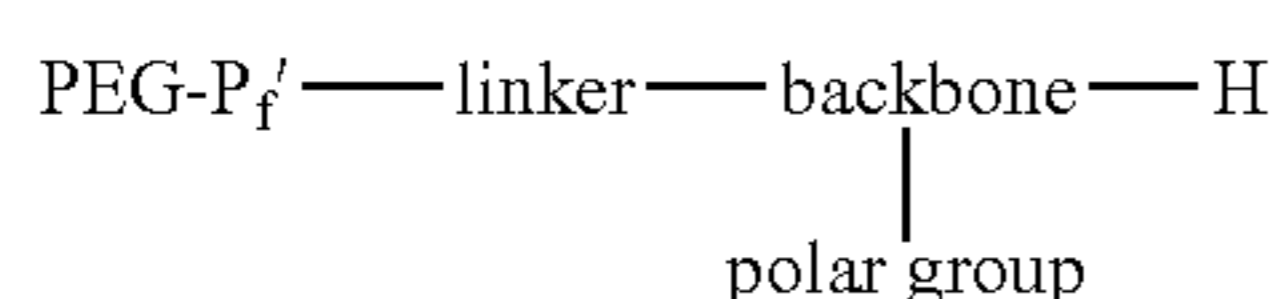 PEG-Pf′ — linker — backbone — H
polar group